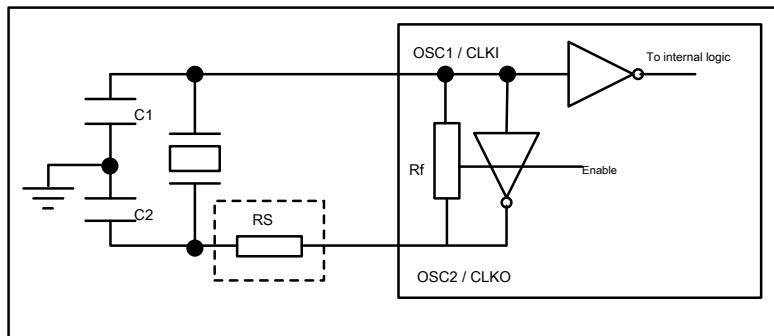 OSC1 / CLKI
To internal logic
C1
Rf
Enable
C2
RS
OSC2 / CLKO